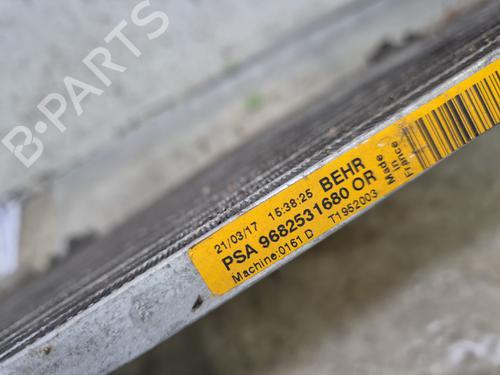 B-PARTS
21/03/17 15:38:25 BEHR
PSA 9682531680 OR
Machine:0161 D T1952003
Made
in
France